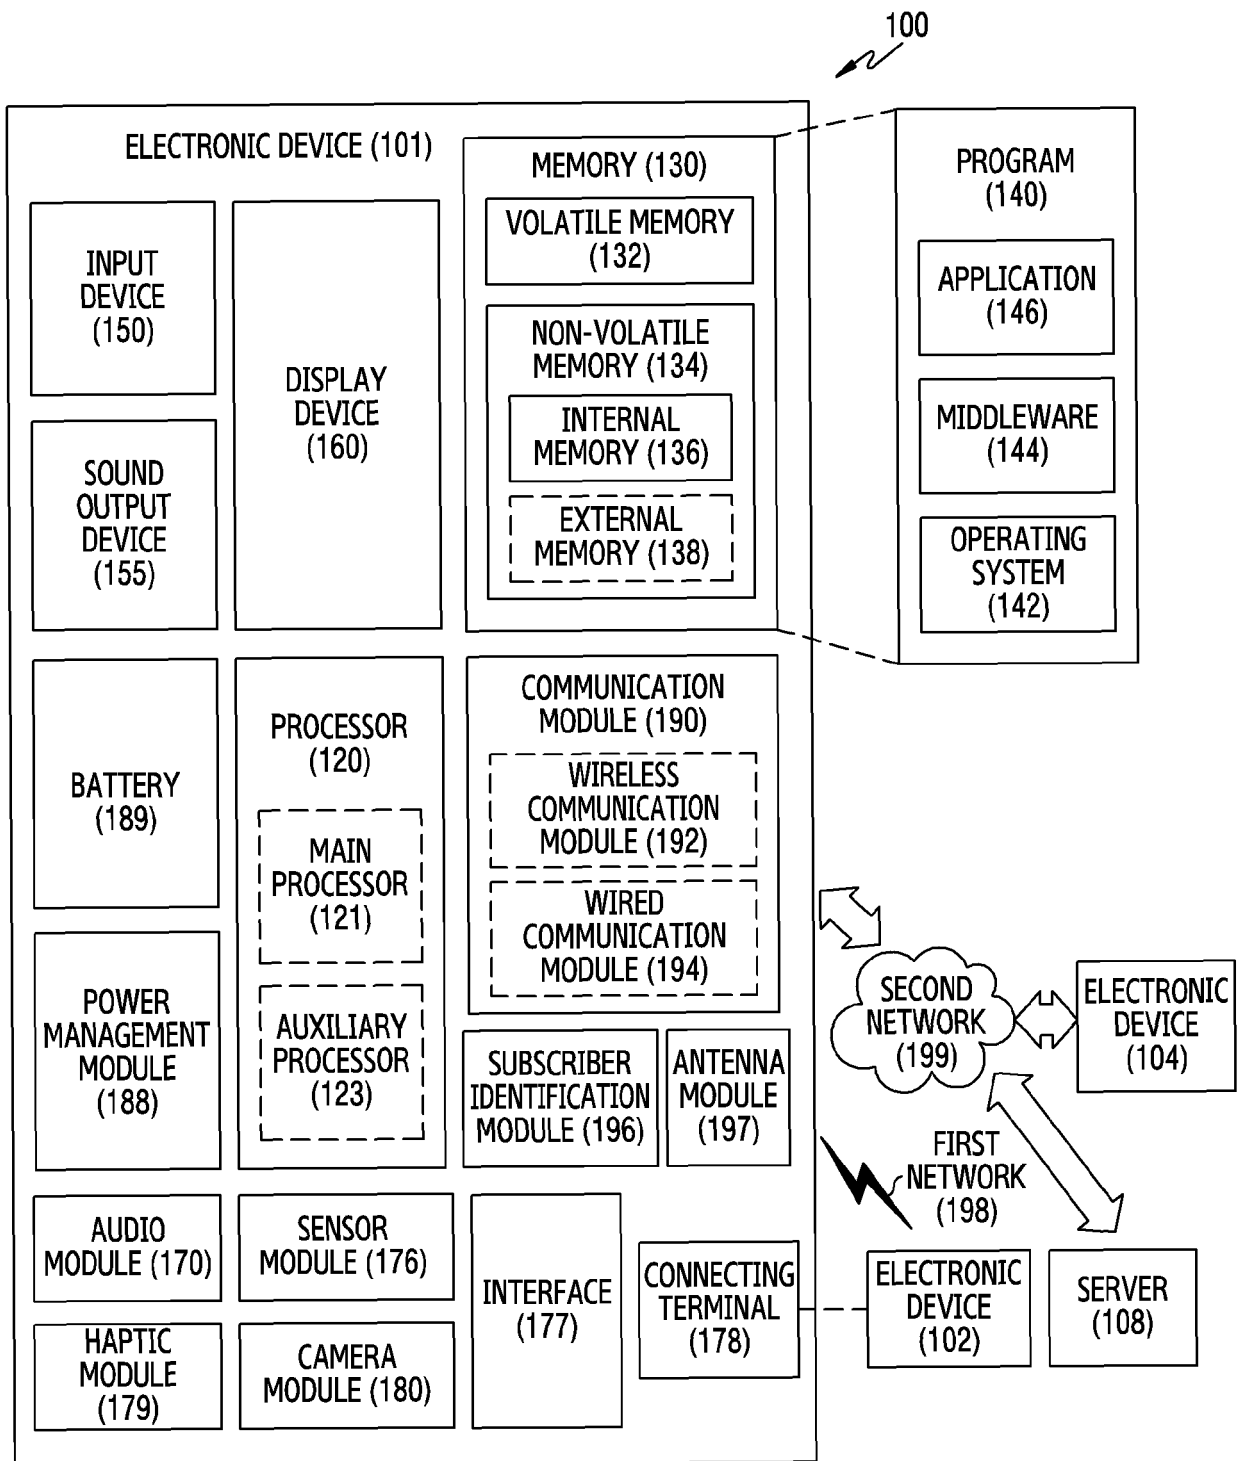 100
ELECTRONIC DEVICE (101)
INPUT
DEVICE
(150)
SOUND
OUTPUT
DEVICE
(155)
DISPLAY
DEVICE
(160)
MEMORY (130)
VOLATILE MEMORY
(132)
NON-VOLATILE
MEMORY (134)
INTERNAL
MEMORY (136)
EXTERNAL
MEMORY (138)
PROGRAM
(140)
APPLICATION
(146)
MIDDLEWARE
(144)
OPERATING
SYSTEM
(142)
BATTERY
(189)
POWER
MANAGEMENT
MODULE
(188)
PROCESSOR
(120)
MAIN
PROCESSOR
(121)
AUXILIARY
PROCESSOR
(123)
COMMUNICATION
MODULE (190)
WIRELESS
COMMUNICATION
MODULE (192)
WIRED
COMMUNICATION
MODULE (194)
SUBSCRIBER
IDENTIFICATION
MODULE (196)
ANTENNA
MODULE
(197)
SECOND
NETWORK
(199)
ELECTRONIC
DEVICE
(104)
FIRST
NETWORK
(198)
AUDIO
MODULE (170)
SENSOR
MODULE (176)
INTERFACE
(177)
CONNECTING
TERMINAL
(178)
ELECTRONIC
DEVICE
(102)
SERVER
(108)
HAPTIC
MODULE
(179)
CAMERA
MODULE (180)